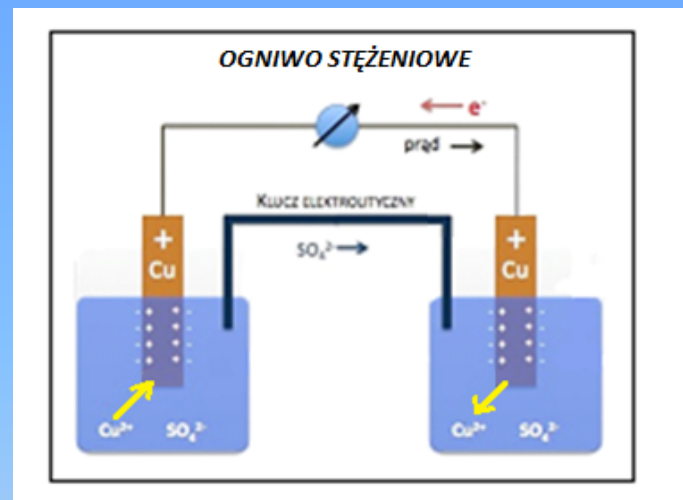 OGNIWO STĘŻENIOWE
e⁻
prąd
KLUCZ ELEKTROLITYCZNY
SO₄²⁻
+
Cu
+
Cu
Cu²⁺ SO₄²⁻
Cu²⁺ SO₄²⁻